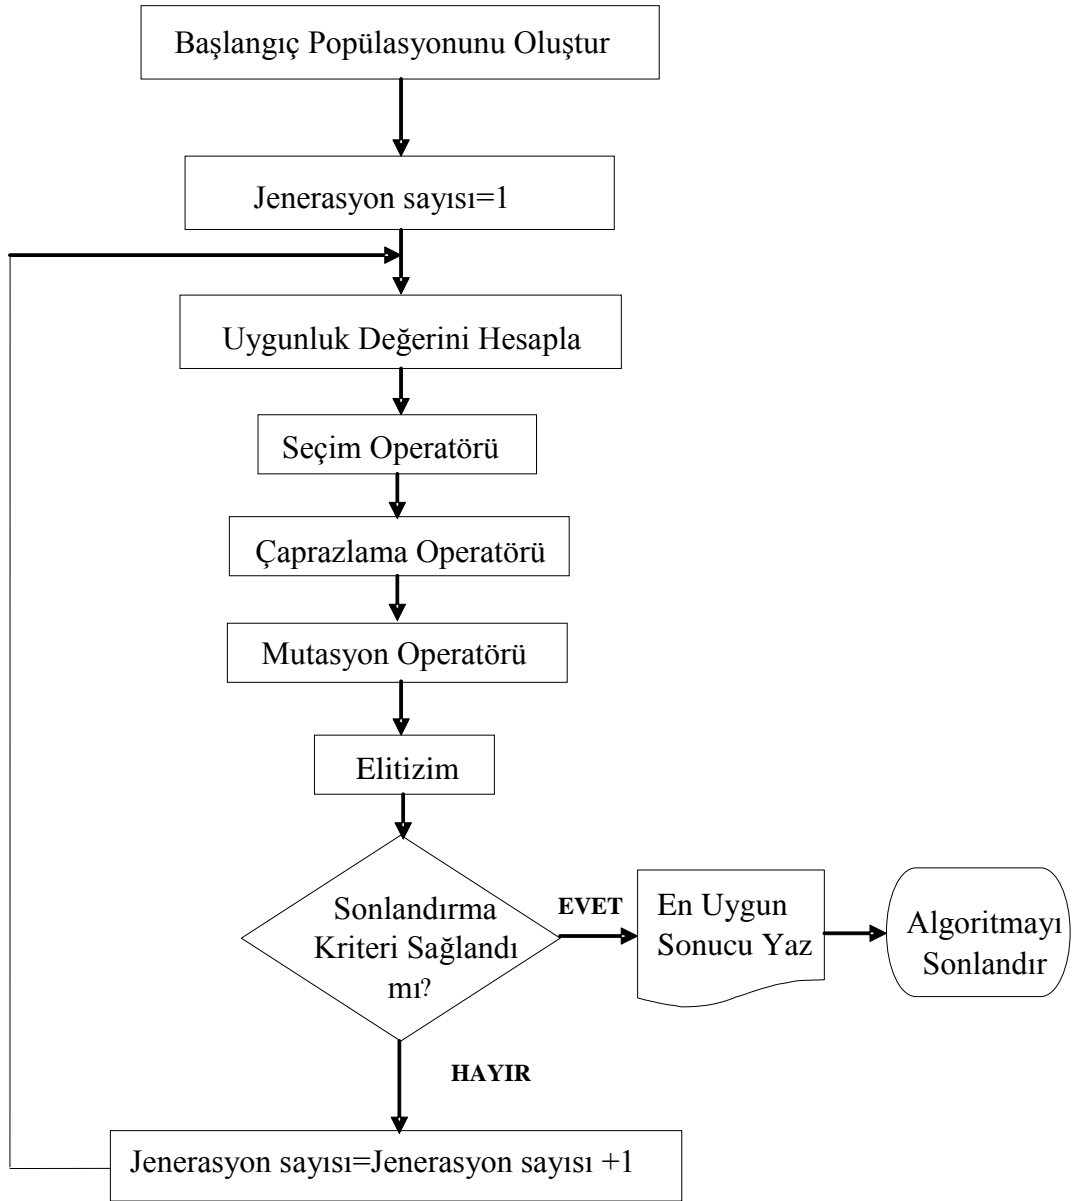 Başlangıç Popülasyonunu Oluştur
Jenerasyon sayısı=1
Uygunluk Değerini Hesapla
Seçim Operatörü
Çaprazlama Operatörü
Mutasyon Operatörü
Elitizim
Sonlandırma
Kriteri Sağlandı
mı?
EVET
En Uygun
Sonucu Yaz
Algoritmayı
Sonlandır
HAYIR
Jenerasyon sayısı=Jenerasyon sayısı +1